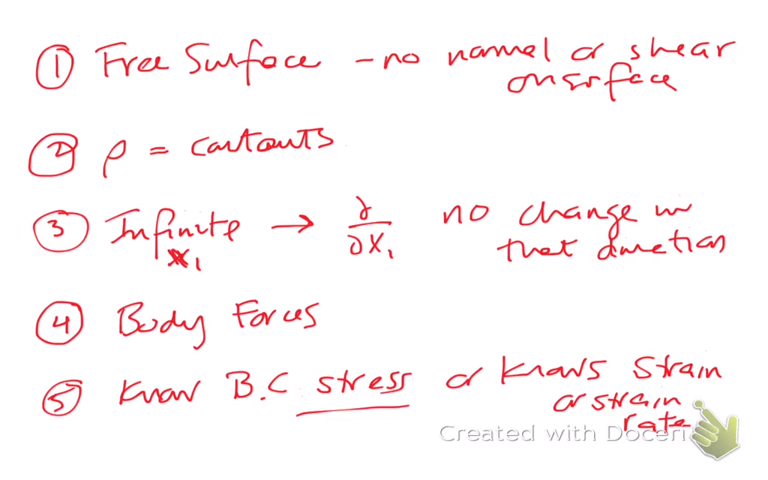 ① Free Surface - no normal or shear
on surface
② ρ = constants
③ Infinite → ∂/∂X₁ no change in
X₁ that direction
④ Body Forces
⑤ Know B.C stress or Knows Strain
or strain
rate
Created with Doceri